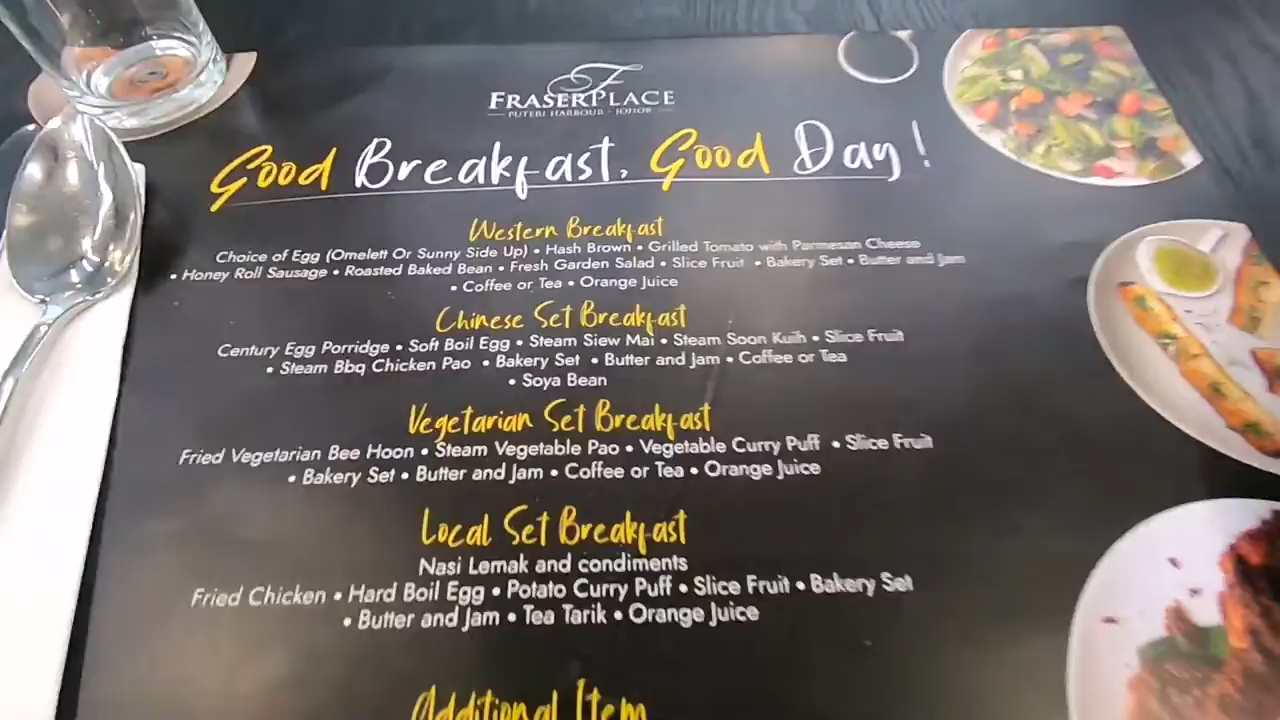 FRASER PLACE
PUTERI HARBOUR · JOHOR
Good Breakfast, Good Day!
Western Breakfast
Choice of Egg (Omelett Or Sunny Side Up) • Hash Brown • Grilled Tomato with Parmesan Cheese
• Honey Roll Sausage • Roasted Baked Bean • Fresh Garden Salad • Slice Fruit • Bakery Set • Butter and Jam
• Coffee or Tea • Orange Juice
Chinese Set Breakfast
Century Egg Porridge • Soft Boil Egg • Steam Siew Mai • Steam Soon Kuih • Slice Fruit
• Steam Bbq Chicken Pao • Bakery Set • Butter and Jam • Coffee or Tea
• Soya Bean
Vegetarian Set Breakfast
Fried Vegetarian Bee Hoon • Steam Vegetable Pao • Vegetable Curry Puff • Slice Fruit
• Bakery Set • Butter and Jam • Coffee or Tea • Orange Juice
Local Set Breakfast
Nasi Lemak and condiments
Fried Chicken • Hard Boil Egg • Potato Curry Puff • Slice Fruit • Bakery Set
• Butter and Jam • Tea Tarik • Orange Juice
Additional Item